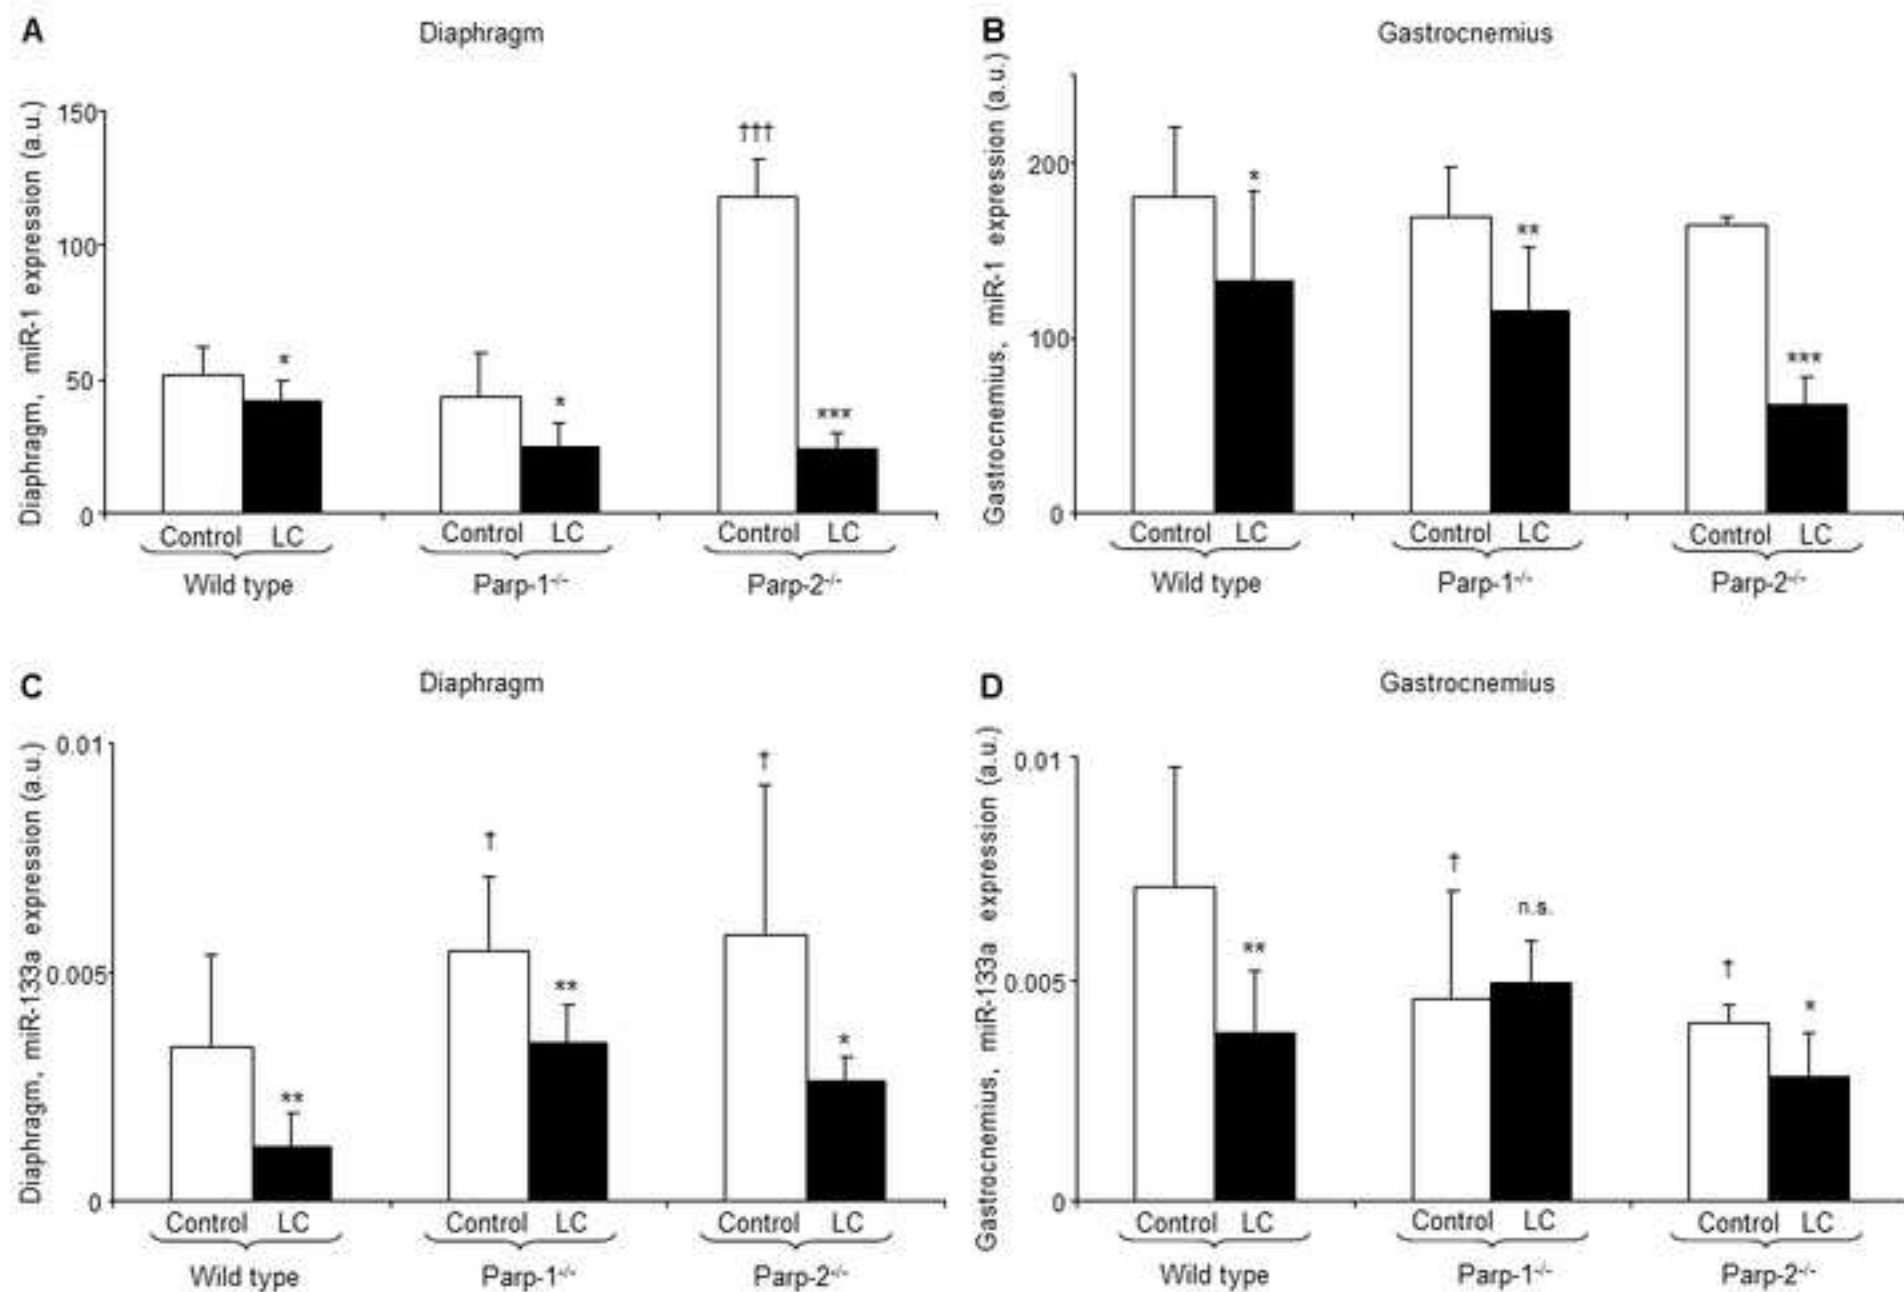 A
Diaphragm
Diaphragm, miR-1 expression (a.u.)
150
100
50
0
†††
*
*
***
Control LC
Control LC
Control LC
Wild type
Parp-1-/-
Parp-2-/-
B
Gastrocnemius
Gastrocnemius, miR-1 expression (a.u.)
200
100
0
*
**
***
Control LC
Control LC
Control LC
Wild type
Parp-1-/-
Parp-2-/-
C
Diaphragm
Diaphragm, miR-133a expression (a.u.)
0.01
0.005
0
†
†
**
**
*
Control LC
Control LC
Control LC
Wild type
Parp-1-/-
Parp-2-/-
D
Gastrocnemius
Gastrocnemius, miR-133a expression (a.u.)
0.01
0.005
0
†
n.s.
**
†
*
Control LC
Control LC
Control LC
Wild type
Parp-1-/-
Parp-2-/-